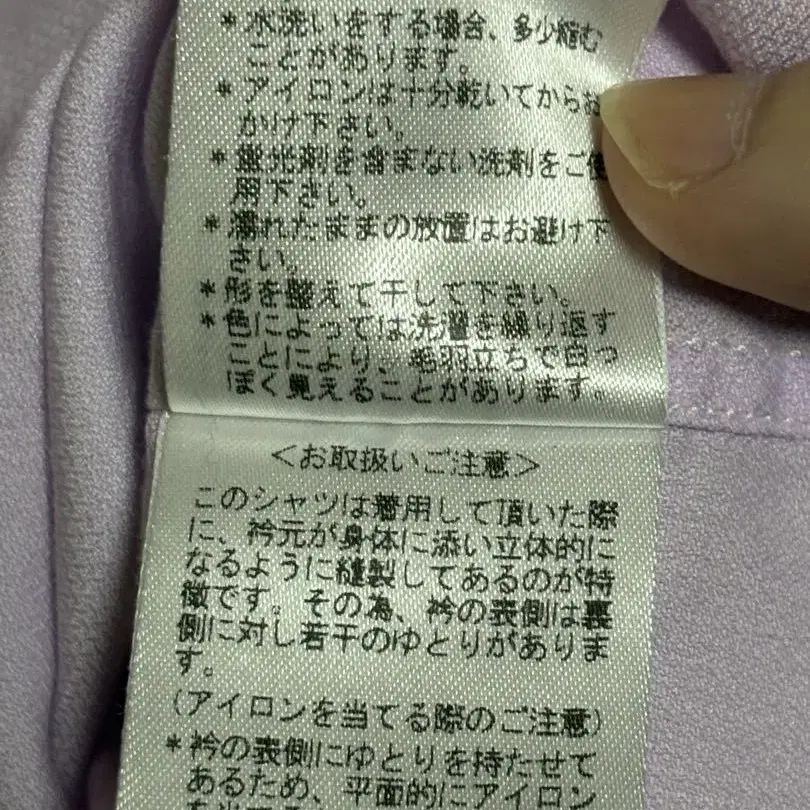 *水洗いをする場合、多少縮む
ことがあります。
*アイロンは十分乾いてからお
かけ下さい。
*蛍光剤を含まない洗剤をご使
用下さい。
*濡れたままの放置はお避け下
さい。
*形を整えて干して下さい。
*色によっては洗濯を繰り返す
ことにより、毛羽立ちで白っ
ぽく見えることがあります。
<お取扱いご注意>
このシャツは着用して頂いた際
に、衿元が身体に添い立体的に
なるように縫製してあるのが特
徴です。その為、衿の表側は裏
側に対し若干のゆとりがありま
す。
(アイロンを当てる際のご注意)
*衿の表側にゆとりを持たせて
あるため、平面的にアイロン